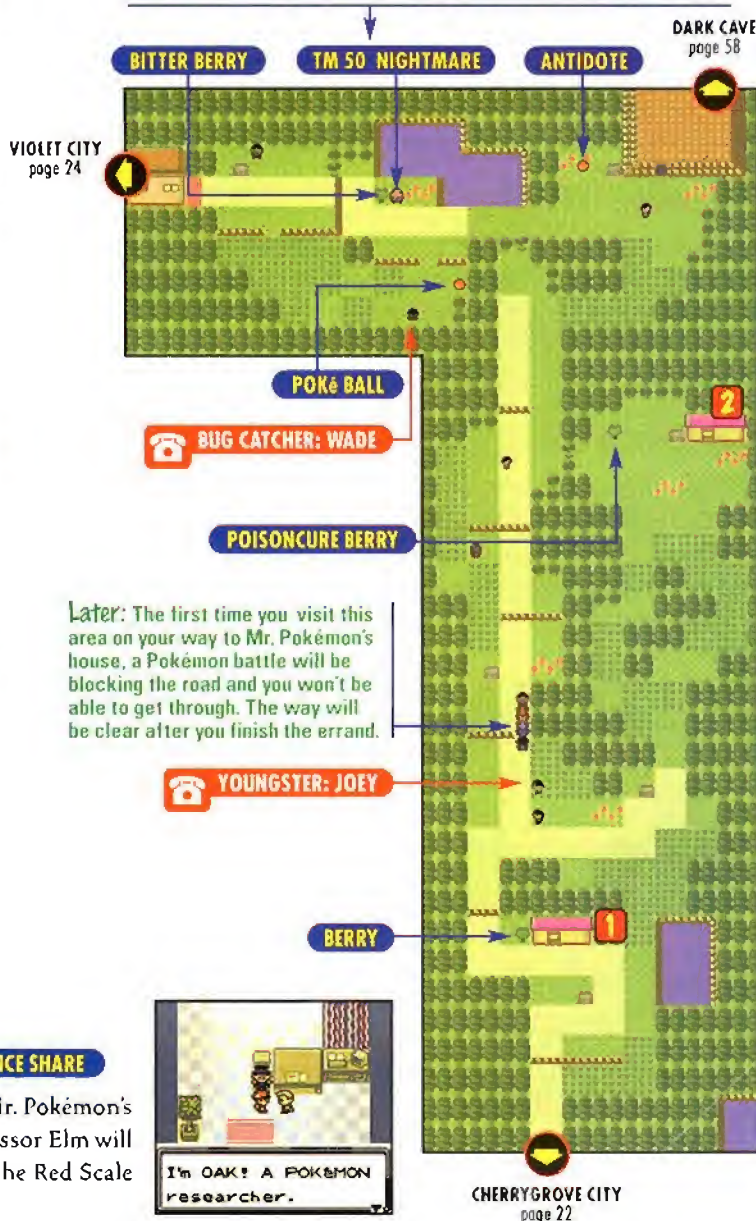 DARK CAVE
page 58
BITTER BERRY
TM 50 NIGHTMARE
ANTIDOTE
VIOLET CITY
page 24
POKé BALL
2
BUG CATCHER: WADE
POISONCURE BERRY
Later: The first time you visit this
area on your way to Mr. Pokémon's
house, a Pokémon battle will be
blocking the road and you won't be
able to get through. The way will
be clear after you finish the errand.
YOUNGSTER: JOEY
BERRY
1
NCE SHARE
Ir. Pokémon's
ssor Elm will
he Red Scale
I'm OAK! A POKéMON
researcher.
CHERRYGROVE CITY
page 22